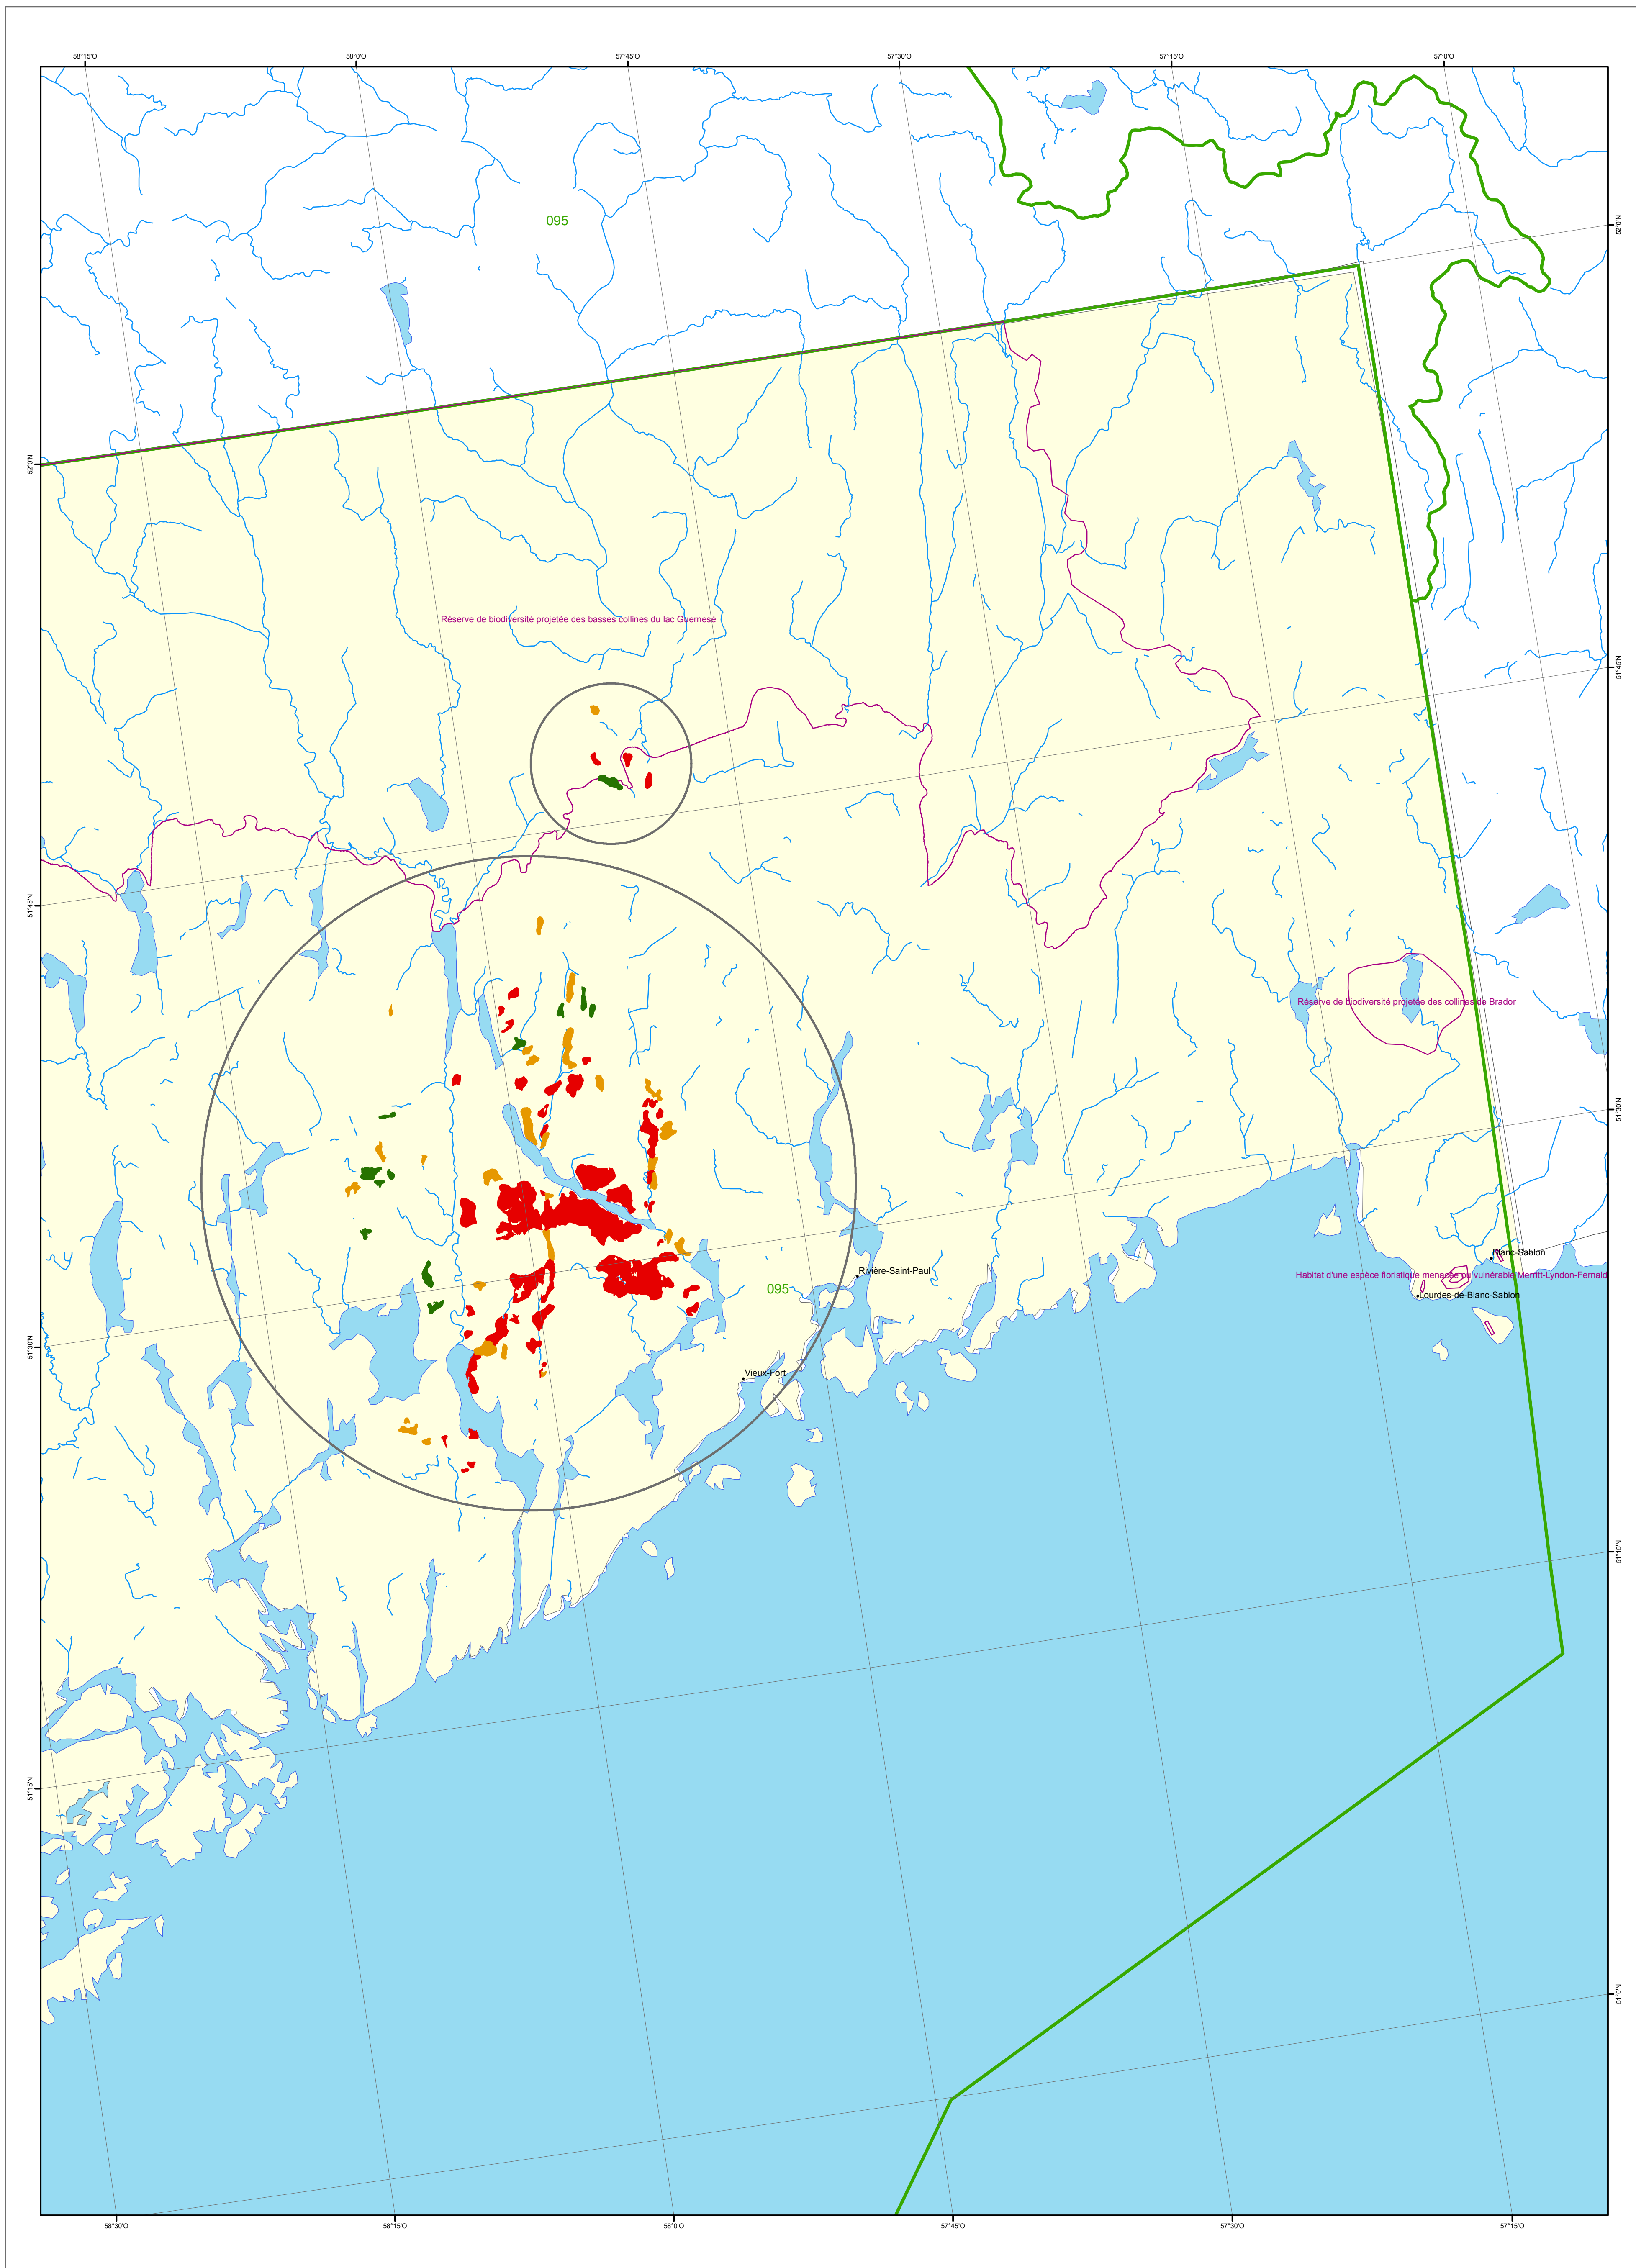 58°15'O
58°0'O
57°45'O
57°30'O
57°15'O
57°0'O
095
52°0'N
52°0'N
Réserve de biodiversité projetée des basses collines du lac Guernesé
51°45'N
51°45'N
Réserve de biodiversité projetée des collines de Brador
51°30'N
Blanc-Sablon
Rivière-Saint-Paul
Habitat d'une espèce floristique menacée ou vulnérable Merritt-Lyndon-Fernald
095
Lourdes-de-Blanc-Sablon
51°30'N
Vieux-Fort
51°15'N
51°15'N
51°0'N
58°30'O
58°15'O
58°0'O
57°45'O
57°30'O
57°15'O